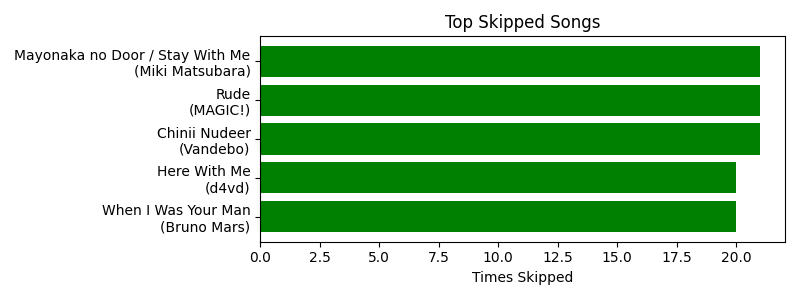 Top Skipped Songs
Mayonaka no Door / Stay With Me
(Miki Matsubara)
Rude
(MAGIC!)
Chinii Nudeer
(Vandebo)
Here With Me
(d4vd)
When I Was Your Man
(Bruno Mars)
0.0 2.5 5.0 7.5 10.0 12.5 15.0 17.5 20.0
Times Skipped